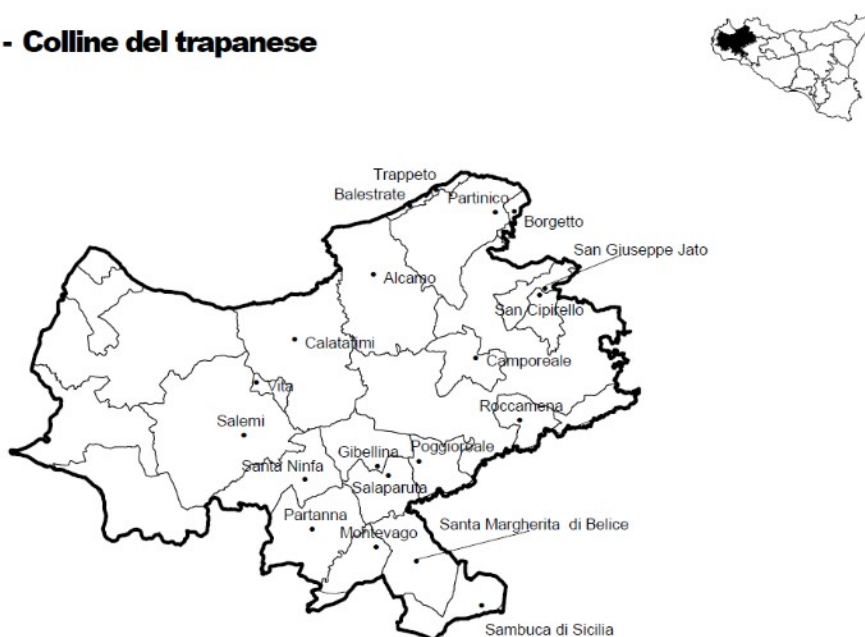 - Colline del trapanese
Trappeto
Balestrate
Partinico
Borgetto
San Giuseppe Jato
Alcamo
San Cipirello
Calatafimi
Camporeale
Vita
Roccamena
Salemi
Gibellina
Poggioreale
Santa Ninfa
Salaparuta
Partanna
Santa Margherita di Belice
Montevago
Sambuca di Sicilia